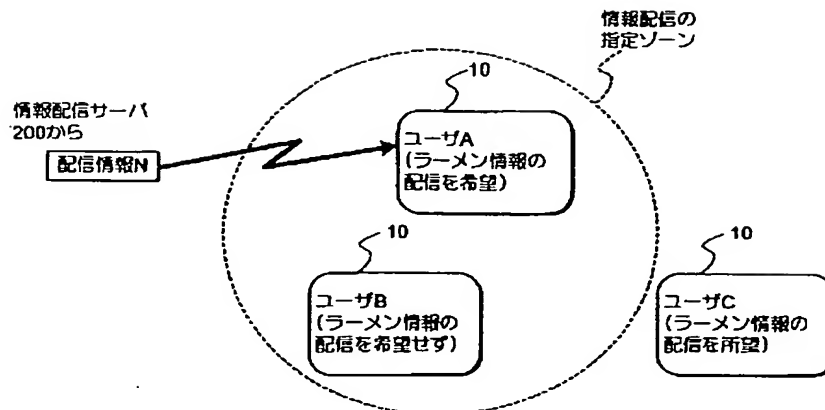 情報配信の
指定ゾーン
10
情報配信サーバ
200から
配信情報N
ユーザA
(ラーメン情報の
配信を希望)
10
ユーザB
(ラーメン情報の
配信を希望せず)
10
ユーザC
(ラーメン情報の
配信を所望)